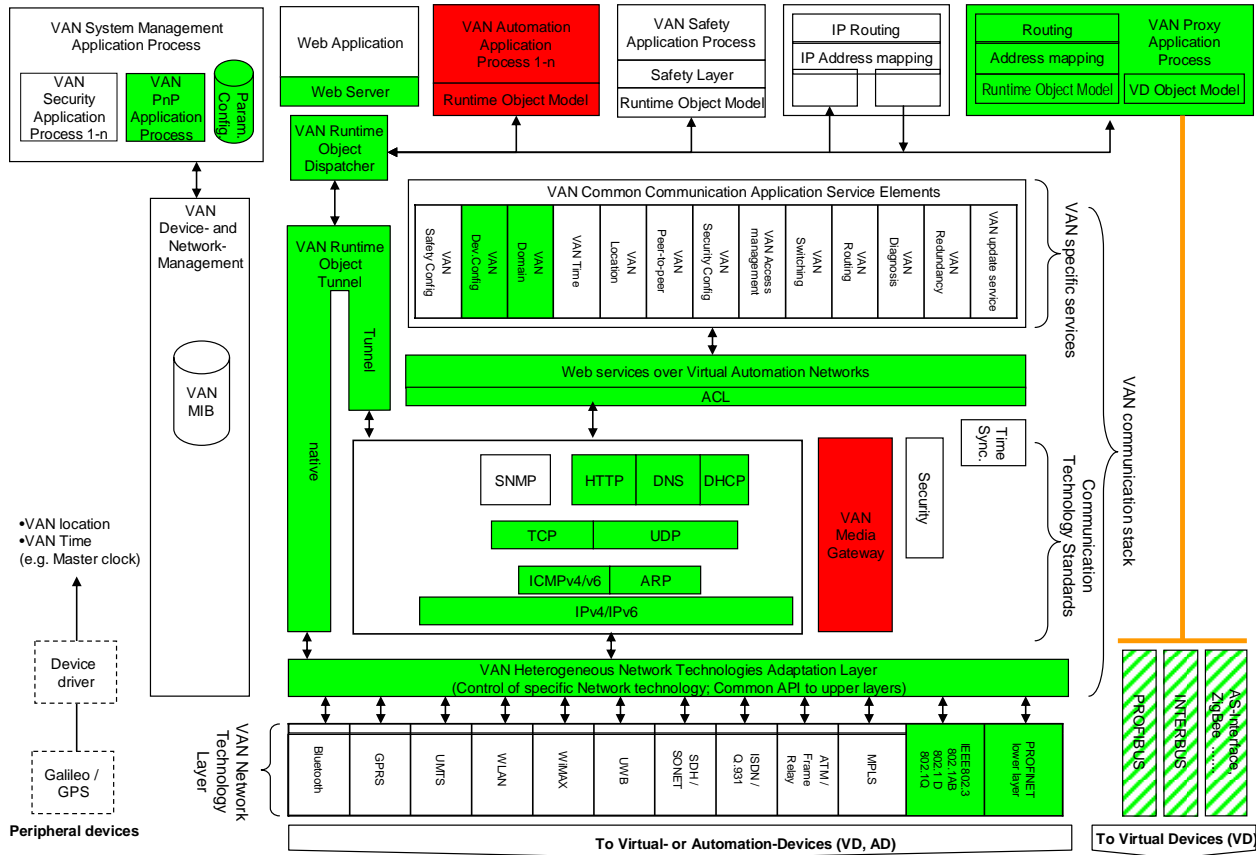 VAN System Management
Application Process
VAN
Security
Application
Process 1-n
VAN
PnP
Application
Process
Param.
Config.
Web Application
Web Server
VAN Automation
Application
Process 1-n
Runtime Object Model
VAN Safety
Application Process
Safety Layer
Runtime Object Model
IP Routing
IP Address mapping
Routing
Address mapping
Runtime Object Model
VAN Proxy
Application
Process
VD Object Model
VAN Runtime
Object
Dispatcher
VAN
Device- and
Network-
Management
VAN
MIB
VAN Runtime
Object
Tunnel
Tunnel
native
VAN Common Communication Application Service Elements
VAN
Safety Config
VAN
Dev Config
VAN
Domain
VAN Time
VAN
Location
VAN
Peer-to-peer
VAN
Security Config
VAN Access
management
VAN
Switching
VAN
Routing
VAN
Diagnosis
VAN
Redundancy
VAN update service
VAN specific services
Web services over Virtual Automation Networks
ACL
SNMP
HTTP
DNS
DHCP
TCP
UDP
ICMPv4/v6
ARP
IPv4/IPv6
VAN
Media
Gateway
Security
Time
Sync.
Communication
Technology Standards
VAN communication stack
•VAN location
•VAN Time
(e.g. Master clock)
Device
driver
Galileo /
GPS
Peripheral devices
VAN Heterogeneous Network Technologies Adaptation Layer
(Control of specific Network technology; Common API to upper layers)
VAN Network
Technology
Layer
Bluetooth
GPRS
UMTS
WLAN
WiMAX
UWB
SDH /
SONET
ISDN /
Q.931
ATM /
Frame
Relay
MPLS
IEEE802.3
802.1AB
802.1 D
802.1Q
PROFINET
lower layer
PROFIBUS
INTERBUS
AS-Interface,
ZigBee ......
To Virtual- or Automation-Devices (VD, AD)
To Virtual Devices (VD)